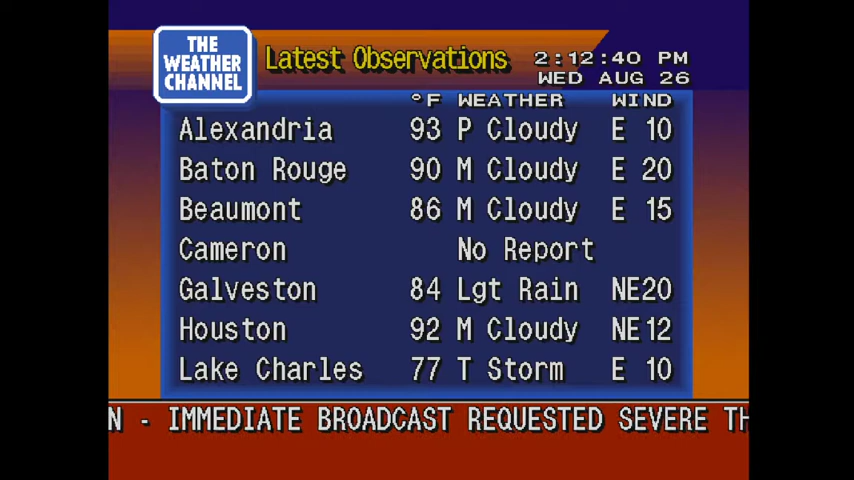 THE
WEATHER
CHANNEL
Latest Observations
2:12:40 PM
WED AUG 26
°F WEATHER WIND
Alexandria 93 P Cloudy E 10
Baton Rouge 90 M Cloudy E 20
Beaumont 86 M Cloudy E 15
Cameron No Report
Galveston 84 Lgt Rain NE20
Houston 92 M Cloudy NE12
Lake Charles 77 T Storm E 10
N - IMMEDIATE BROADCAST REQUESTED SEVERE TH